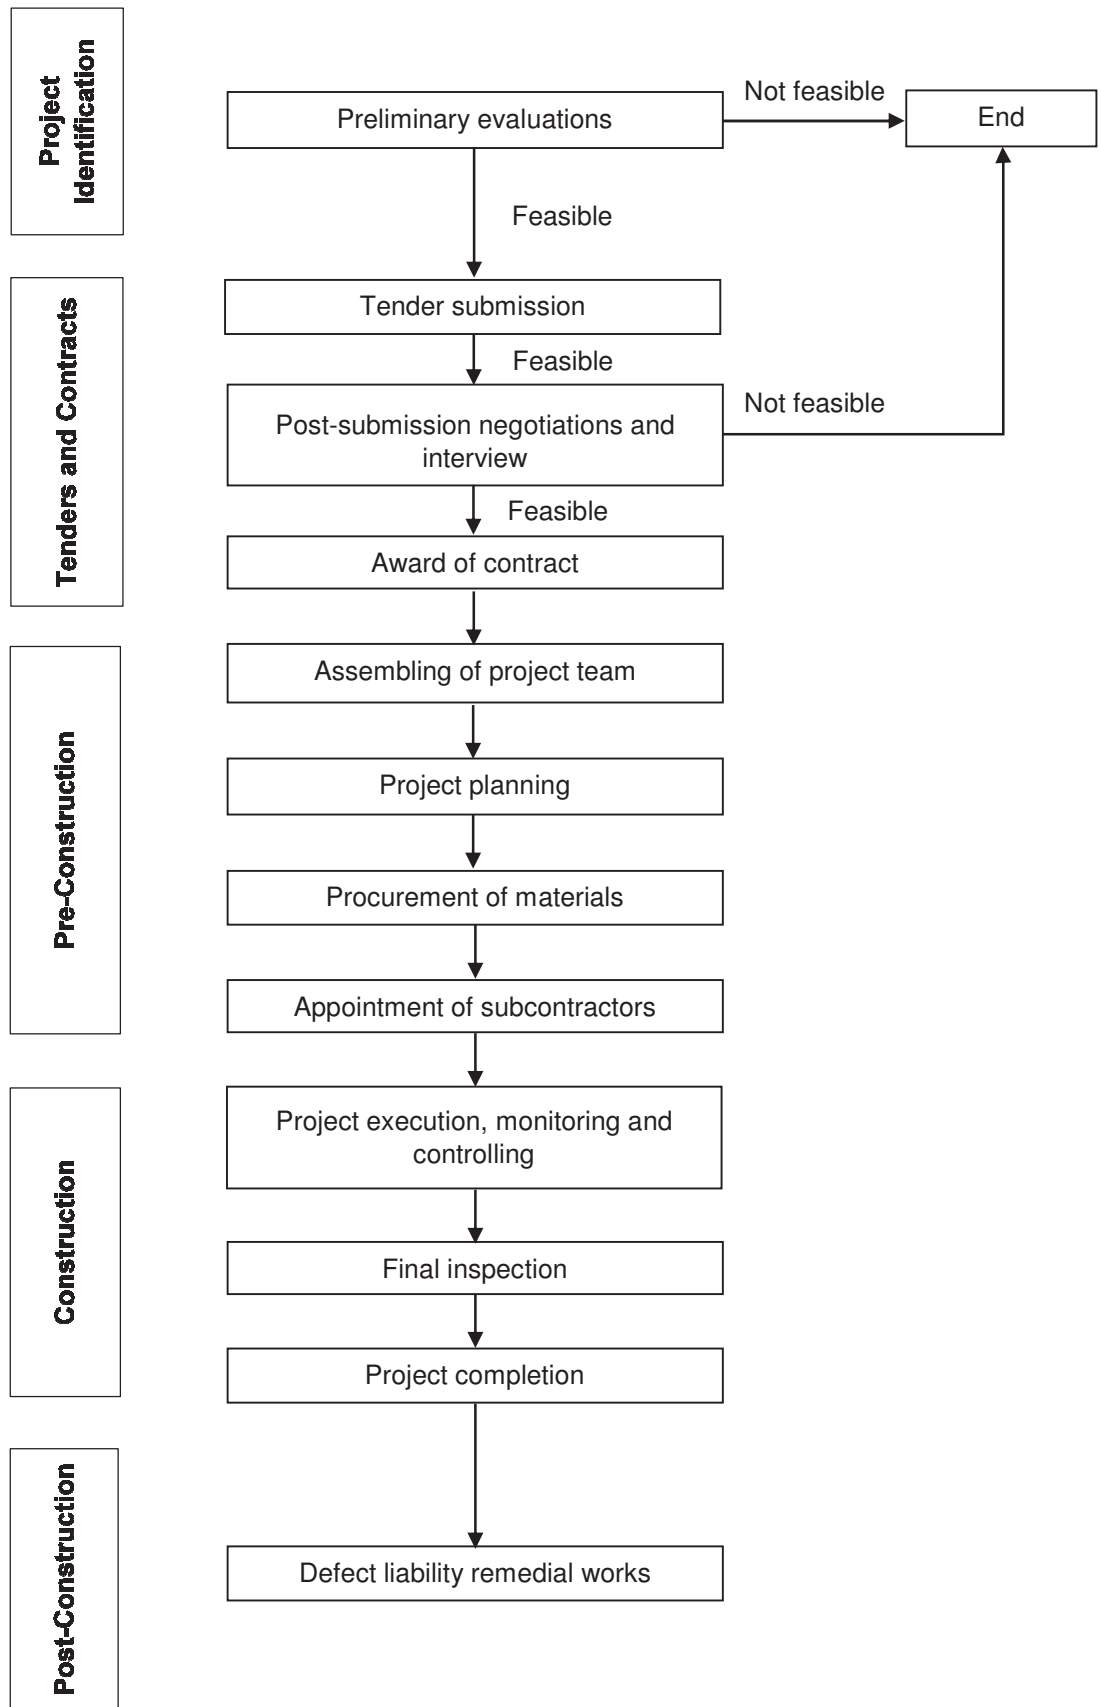 Project
Identification
Preliminary evaluations
Not feasible
End
Feasible
Tenders and Contracts
Tender submission
Feasible
Post-submission negotiations and
interview
Not feasible
Feasible
Award of contract
Pre-Construction
Assembling of project team
Project planning
Procurement of materials
Appointment of subcontractors
Construction
Project execution, monitoring and
controlling
Final inspection
Project completion
Post-Construction
Defect liability remedial works